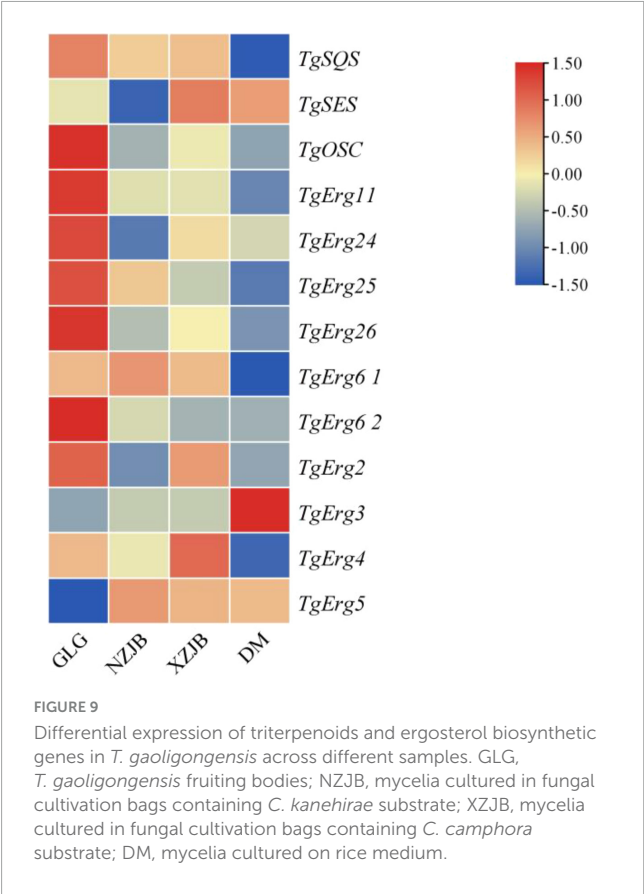 TgSQS
1.50
TgSES
1.00
TgOSC
0.50
TgErg11
0.00
-0.50
TgErg24
-1.00
TgErg25
-1.50
TgErg26
TgErg6 1
TgErg6 2
TgErg2
TgErg3
TgErg4
TgErg5
GLG
NZJB
XZJB
DM
FIGURE 9
Differential expression of triterpenoids and ergosterol biosynthetic
genes in T. gaoligongensis across different samples. GLG,
T. gaoligongensis fruiting bodies; NZJB, mycelia cultured in fungal
cultivation bags containing C. kanehirae substrate; XZJB, mycelia
cultured in fungal cultivation bags containing C. camphora
substrate; DM, mycelia cultured on rice medium.